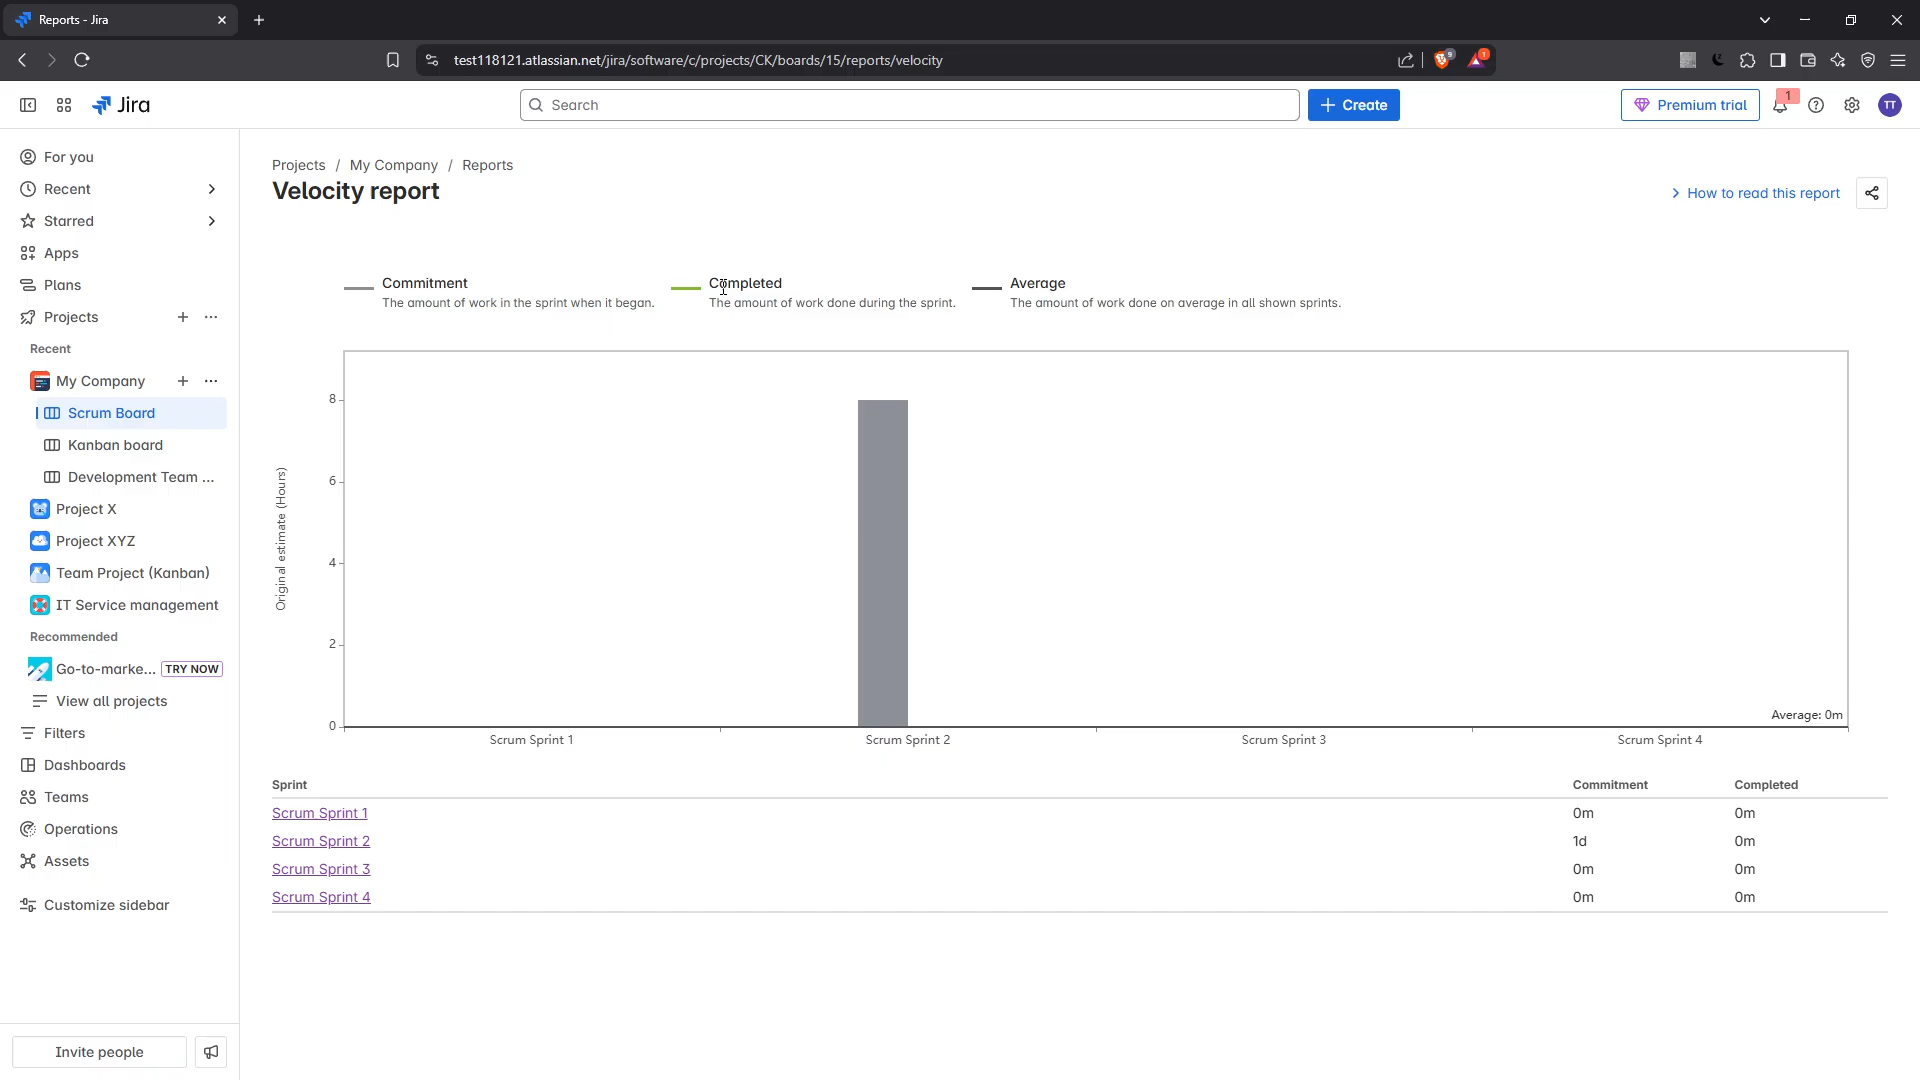 Reports - Jira
test118121.atlassian.net/jira/software/c/projects/CK/boards/15/reports/velocity
9
1
Jira
Search
Create
Premium trial
1
TT
For you
Recent
Starred
Apps
Plans
Projects
Recent
My Company
Scrum Board
Kanban board
Development Team ...
Project X
Project XYZ
Team Project (Kanban)
IT Service management
Recommended
Go-to-marke... TRY NOW
View all projects
Filters
Dashboards
Teams
Operations
Assets
Customize sidebar
Invite people
Projects / My Company / Reports
Velocity report
How to read this report
Commitment
The amount of work in the sprint when it began.
Completed
The amount of work done during the sprint.
Average
The amount of work done on average in all shown sprints.
Original estimate (Hours)
8
6
4
2
0
Average: 0m
Scrum Sprint 1 Scrum Sprint 2 Scrum Sprint 3 Scrum Sprint 4
Sprint Commitment Completed
Scrum Sprint 1 0m 0m
Scrum Sprint 2 1d 0m
Scrum Sprint 3 0m 0m
Scrum Sprint 4 0m 0m